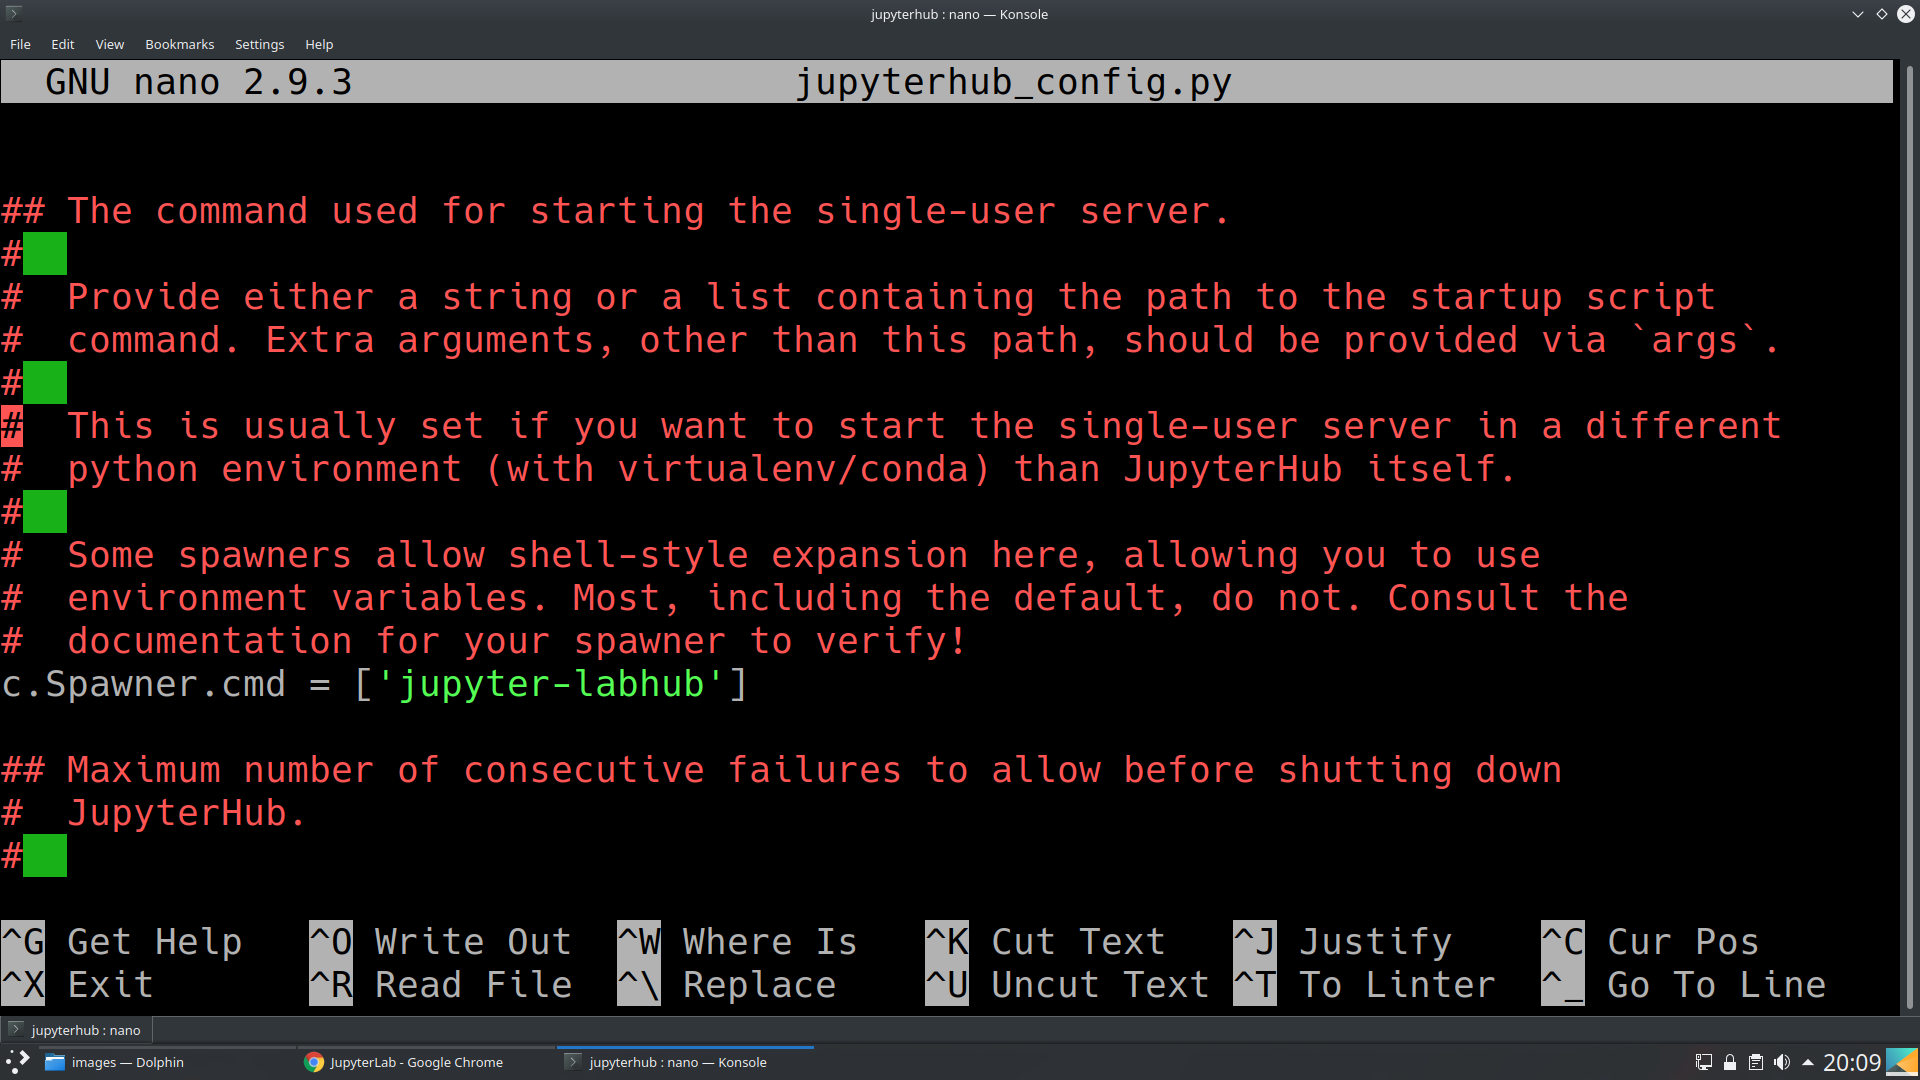 jupyterhub : nano — Konsole
File Edit View Bookmarks Settings Help
GNU nano 2.9.3 jupyterhub_config.py
## The command used for starting the single-user server.
#
#  Provide either a string or a list containing the path to the startup script
#  command. Extra arguments, other than this path, should be provided via `args`.
#
#  This is usually set if you want to start the single-user server in a different
#  python environment (with virtualenv/conda) than JupyterHub itself.
#
#  Some spawners allow shell-style expansion here, allowing you to use
#  environment variables. Most, including the default, do not. Consult the
#  documentation for your spawner to verify!
c.Spawner.cmd = ['jupyter-labhub']
## Maximum number of consecutive failures to allow before shutting down
#  JupyterHub.
#
^G Get Help ^O Write Out ^W Where Is ^K Cut Text ^J Justify ^C Cur Pos
^X Exit ^R Read File ^\ Replace ^U Uncut Text ^T To Linter ^_ Go To Line
jupyterhub : nano
images — Dolphin JupyterLab - Google Chrome jupyterhub : nano — Konsole 20:09